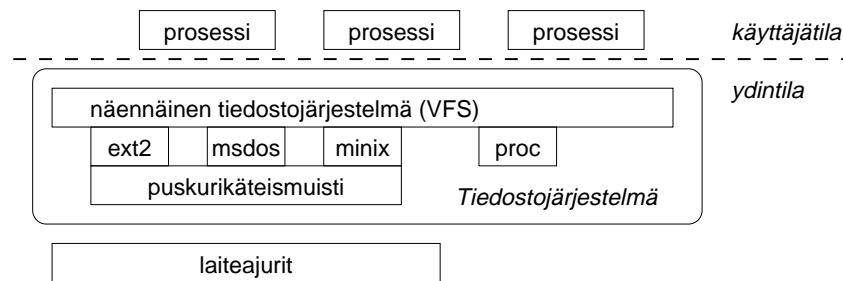 prosessi prosessi prosessi käyttäjätila
ydintila
näennäinen tiedostojärjestelmä (VFS)
ext2 msdos minix proc
puskurikäteismuisti
Tiedostojärjestelmä
laiteajurit